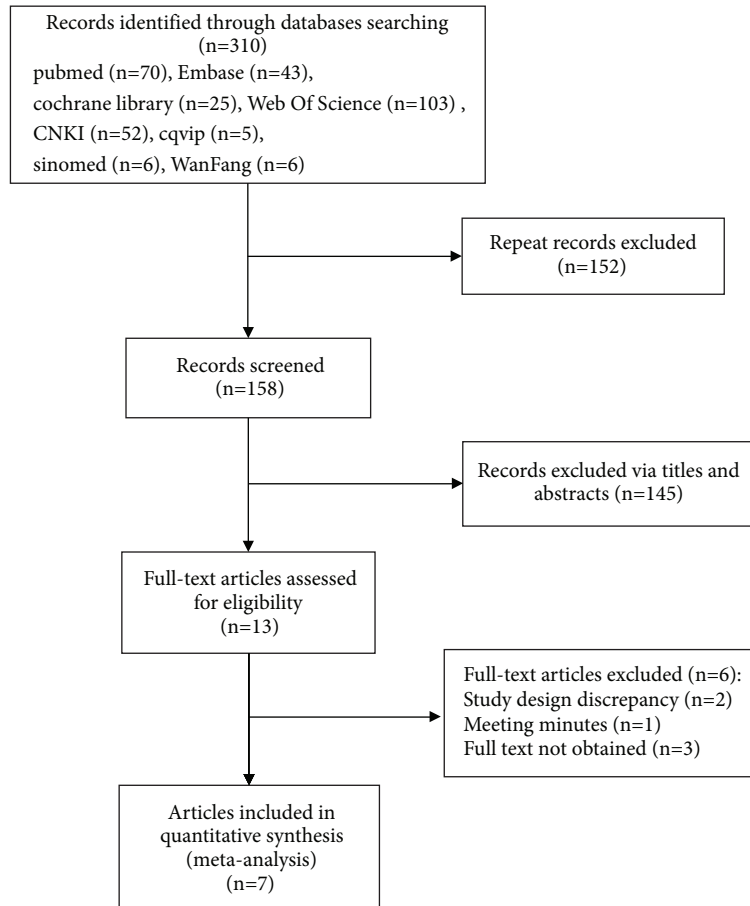 Records identified through databases searching
(n=310)
pubmed (n=70), Embase (n=43),
cochrane library (n=25), Web Of Science (n=103) ,
CNKI (n=52), cqvip (n=5),
sinomed (n=6), WanFang (n=6)
Repeat records excluded
(n=152)
Records screened
(n=158)
Records excluded via titles and
abstracts (n=145)
Full-text articles assessed
for eligibility
(n=13)
Full-text articles excluded (n=6):
Study design discrepancy (n=2)
Meeting minutes (n=1)
Full text not obtained (n=3)
Articles included in
quantitative synthesis
(meta-analysis)
(n=7)